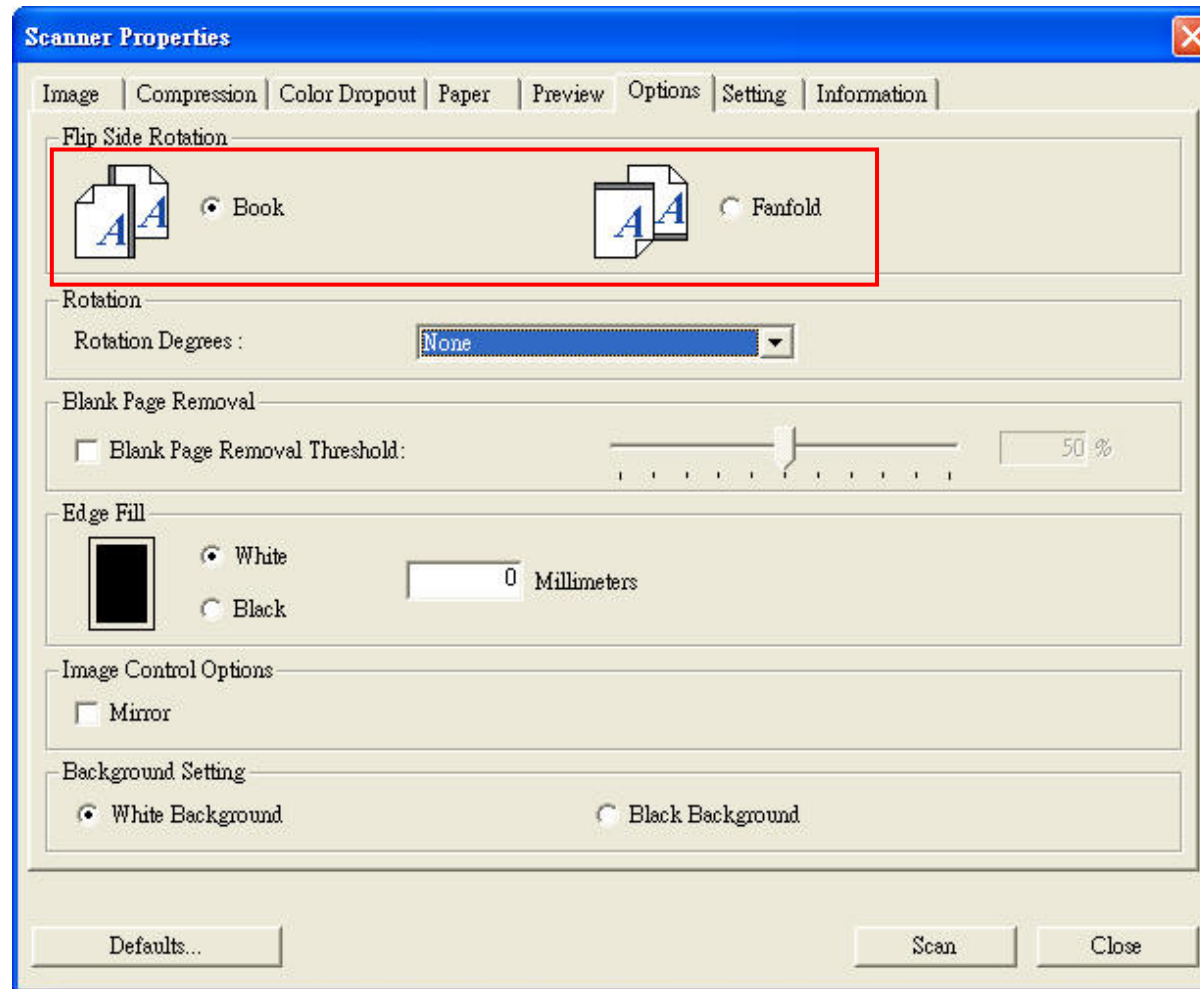 Scanner Properties
Image Compression Color Dropout Paper Preview Options Setting Information
Flip Side Rotation
A A Book A A Fanfold
Rotation
Rotation Degrees : None
Blank Page Removal
Blank Page Removal Threshold: 50 %
Edge Fill
White
0 Millimeters
Black
Image Control Options
Mirror
Background Setting
White Background Black Background
Defaults... Scan Close